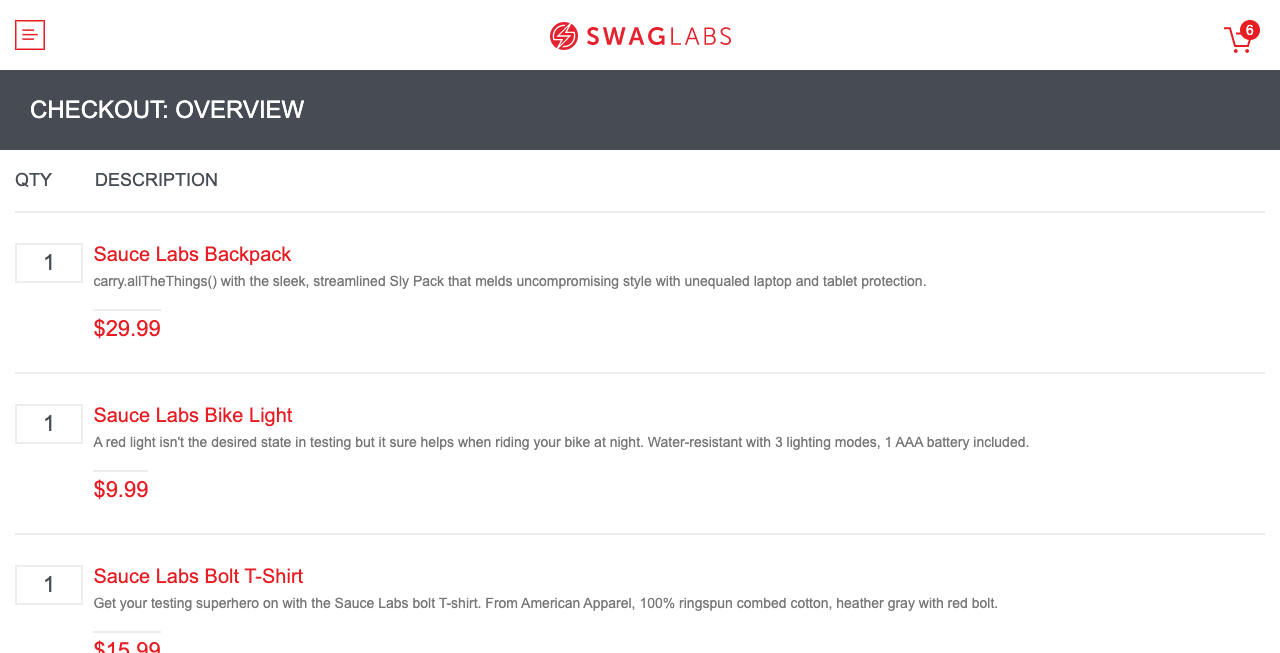 SWAGLABS
6
CHECKOUT: OVERVIEW
QTY DESCRIPTION
1
Sauce Labs Backpack
carry.allTheThings() with the sleek, streamlined Sly Pack that melds uncompromising style with unequaled laptop and tablet protection.
$29.99
1
Sauce Labs Bike Light
A red light isn't the desired state in testing but it sure helps when riding your bike at night. Water-resistant with 3 lighting modes, 1 AAA battery included.
$9.99
1
Sauce Labs Bolt T-Shirt
Get your testing superhero on with the Sauce Labs bolt T-shirt. From American Apparel, 100% ringspun combed cotton, heather gray with red bolt.
$15.99